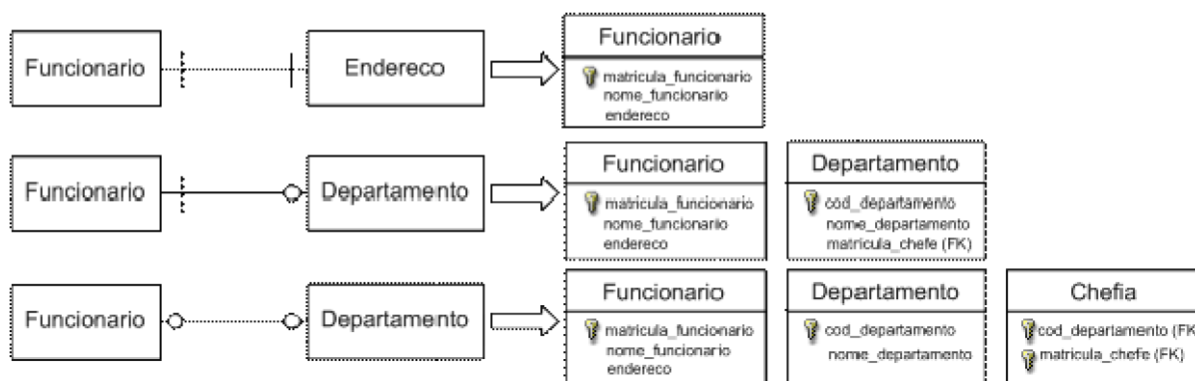 Funcionario
Endereco
Funcionario
matricula_funcionario
nome_funcionario
endereco
Funcionario
Departamento
Funcionario
matricula_funcionario
nome_funcionario
endereco
Departamento
cod_departamento
nome_departamento
matricula_chefe (FK)
Funcionario
Departamento
Funcionario
matricula_funcionario
nome_funcionario
endereco
Departamento
cod_departamento
nome_departamento
Chefia
cod_departamento (FK
matricula_chefe (FK)